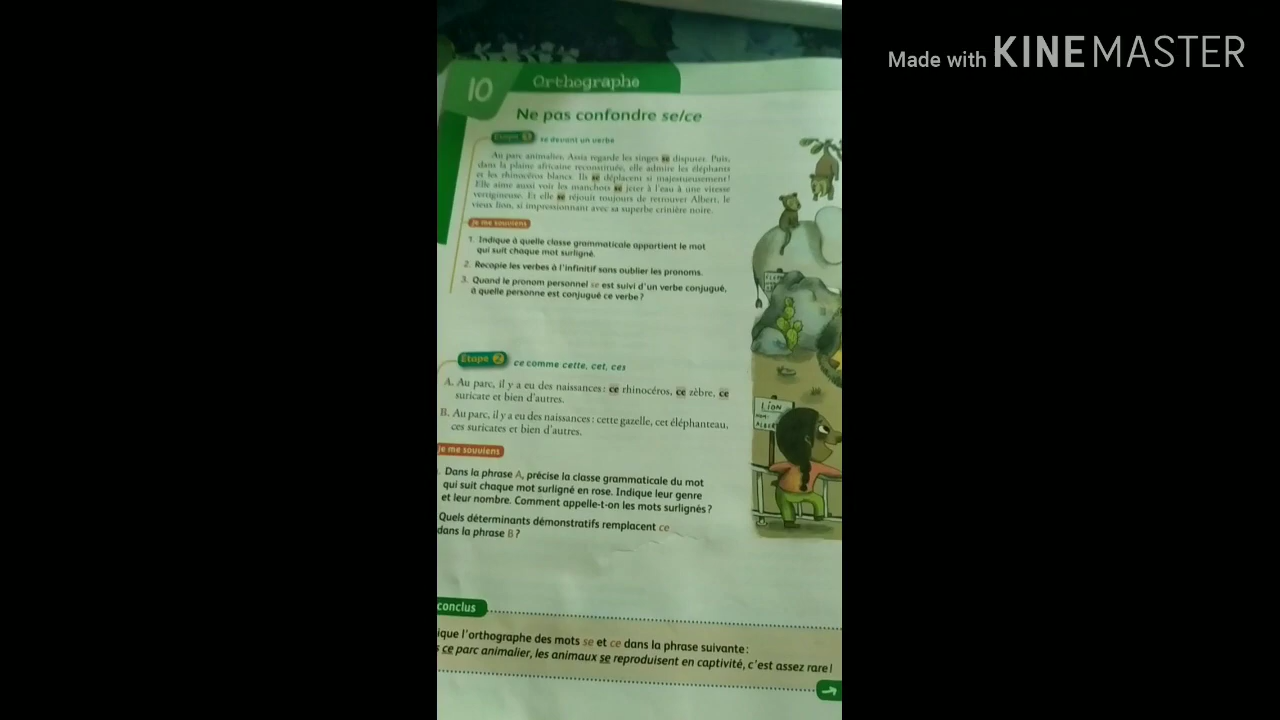 Made with KINEMASTER
10
Orthographe
Ne pas confondre se/ce
Étape 1 se devant un verbe
Au parc animalier, Assia regarde les singes se disputer. Puis,
dans la plaine africaine reconstituée, elle admire les éléphants
et les rhinocéros blancs. Ils se déplacent si majestueusement!
Elle aime aussi voir les manchots se jeter à l'eau à une vitesse
vertigineuse. Et elle se réjouit toujours de retrouver Albert, le
vieux lion, si impressionnant avec sa superbe crinière noire.
Je me souviens
1. Indique à quelle classe grammaticale appartient le mot
qui suit chaque mot surligné.
2. Recopie les verbes à l'infinitif sans oublier les pronoms.
3. Quand le pronom personnel se est suivi d'un verbe conjugué,
à quelle personne est conjugué ce verbe?
Étape 2 ce comme cette, cet, ces
A. Au parc, il y a eu des naissances: ce rhinocéros, ce zèbre, ce
suricate et bien d'autres.
B. Au parc, il y a eu des naissances: cette gazelle, cet éléphanteau,
ces suricates et bien d'autres.
Je me souviens
. Dans la phrase A, précise la classe grammaticale du mot
qui suit chaque mot surligné en rose. Indique leur genre
et leur nombre. Comment appelle-t-on les mots surlignés?
Quels déterminants démonstratifs remplacent ce
dans la phrase B?
conclus
ique l'orthographe des mots se et ce dans la phrase suivante:
s ce parc animalier, les animaux se reproduisent en captivité, c'est assez rare!
LION
NOM:
ALBERT